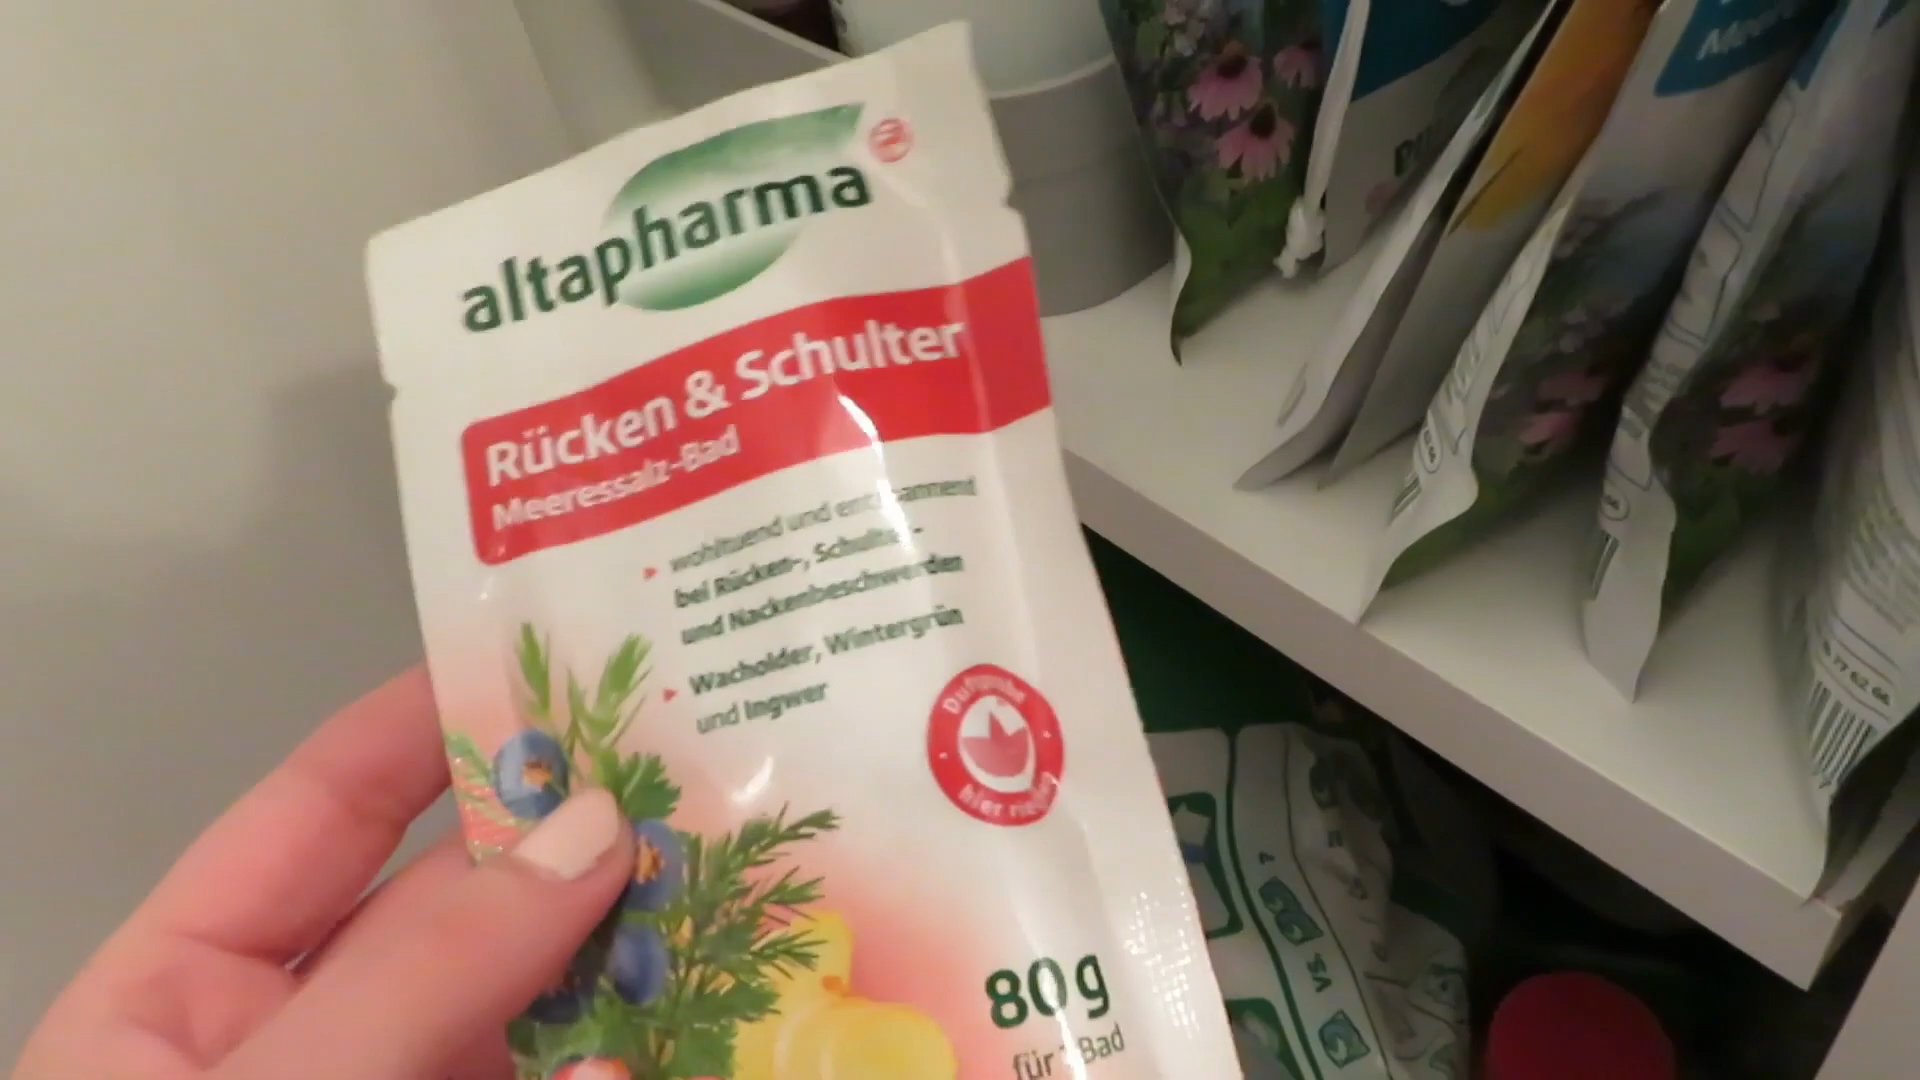 altapharma
Rücken & Schulter
Meeressalz-Bad
wohltuend und entspannend
bei Rücken-, Schulter-
und Nackenbeschwerden
Wacholder, Wintergrün
und Ingwer
Duftprobe
hier riechen
80 g
für 1 Bad
vs.